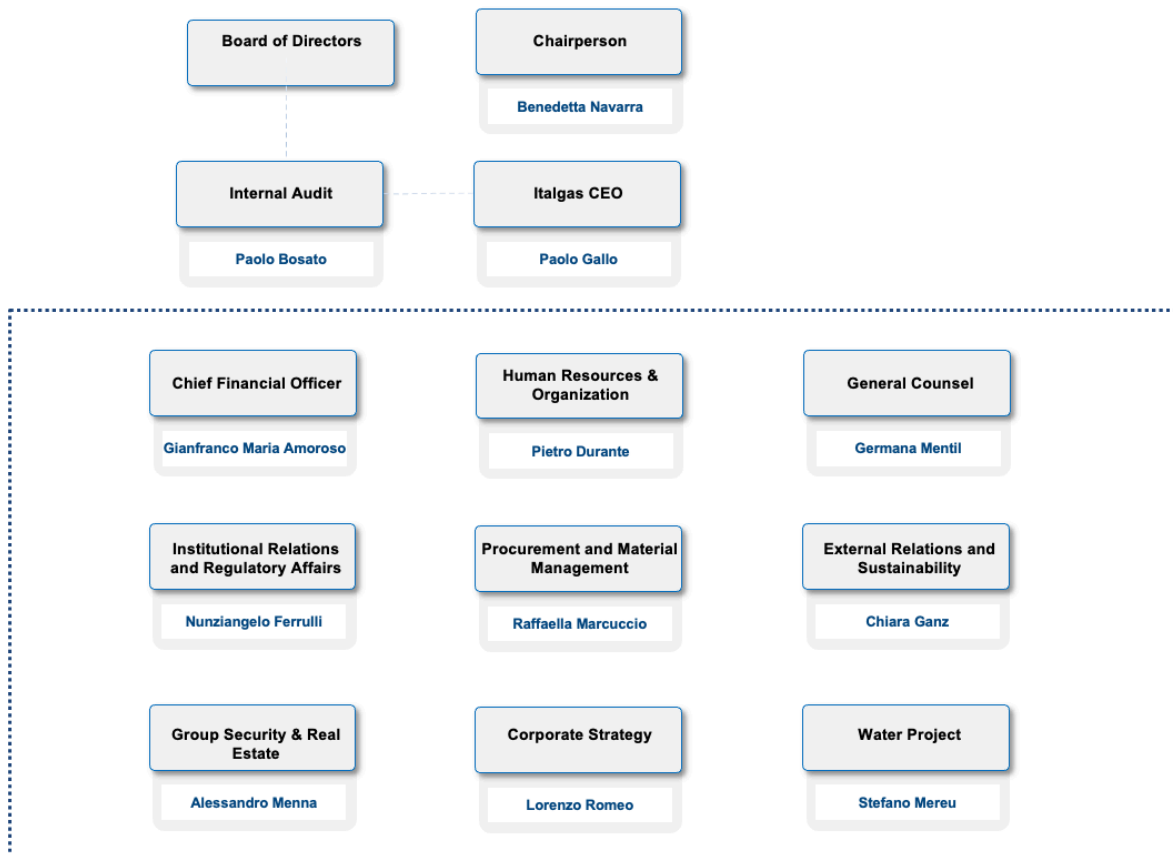 Board of Directors
Chairperson
Benedetta Navarra
Internal Audit
Italgas CEO
Paolo Bosato
Paolo Gallo
Chief Financial Officer
Gianfranco Maria Amoroso
Human Resources &
Organization
Pietro Durante
General Counsel
Germana Mentil
Institutional Relations
and Regulatory Affairs
Nunziangelo Ferrulli
Procurement and Material
Management
Raffaella Marcuccio
External Relations and
Sustainability
Chiara Ganz
Group Security & Real
Estate
Alessandro Menna
Corporate Strategy
Lorenzo Romeo
Water Project
Stefano Mereu